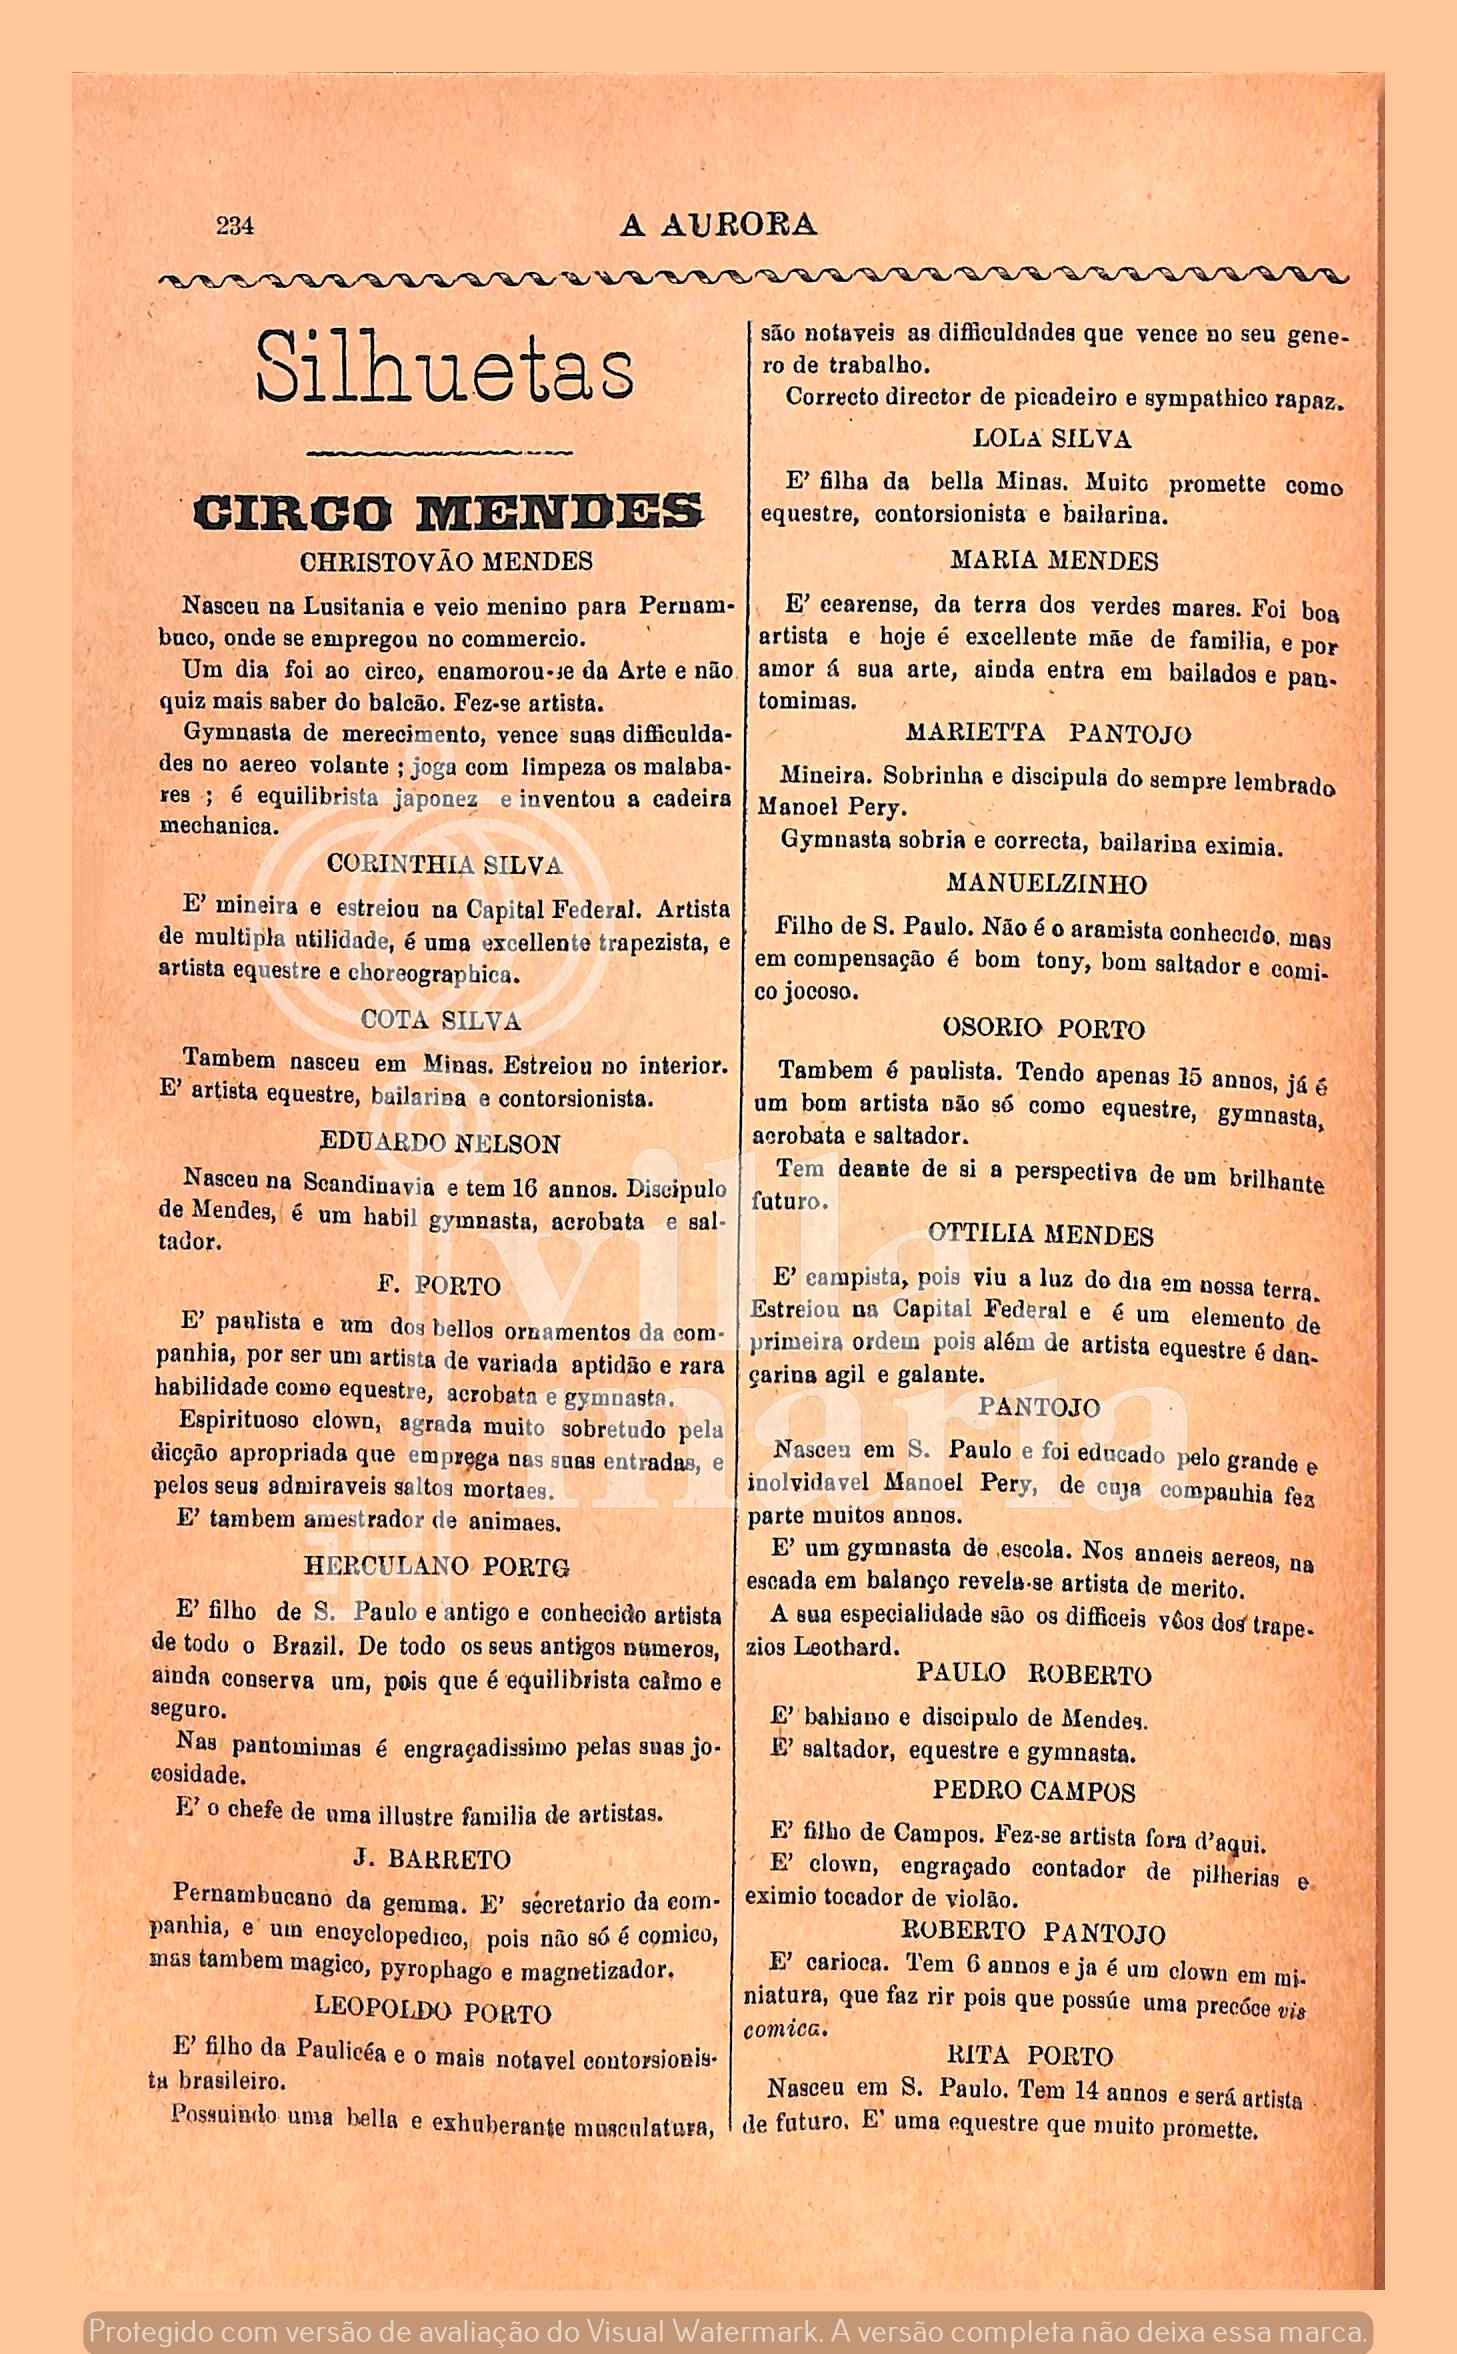 234
A AURORA
Silhuetas
CIRCO MENDES
CHRISTOVÃO MENDES
Nasceu na Lusitania e veio menino para Pernam-
buco, onde se empregou no commercio.
Um dia foi ao circo, enamorou-se da Arte e não
quiz mais saber do balcão. Fez-se artista.
Gymnasta de merecimento, vence suas difficulda-
des no aereo volante ; joga com limpeza os malaba-
res ; é equilibrista japonez e inventou a cadeira
mechanica.
CORINTHIA SILVA
E' mineira e estreiou na Capital Federal. Artista
de multipla utilidade, é uma excellente trapezista, e
artista equestre e choreographica.
COTA SILVA
Tambem nasceu em Minas. Estreiou no interior.
E' artista equestre, bailarina e contorsionista.
EDUARDO NELSON
Nasceu na Scandinavia e tem 16 annos. Discipulo
de Mendes, é um habil gymnasta, acrobata e sal-
tador.
F. PORTO
E' paulista e um dos bellos ornamentos da com-
panhia, por ser um artista de variada aptidão e rara
habilidade como equestre, acrobata e gymnasta.
Espirituoso clown, agrada muito sobretudo pela
dicção apropriada que emprega nas suas entradas, e
pelos seus admiraveis saltos mortaes.
E' tambem amestrador de animaes.
HERCULANO PORTG
E' filho de S. Paulo e antigo e conhecido artista
de todo o Brazil. De todo os seus antigos numeros,
ainda conserva um, pois que é equilibrista calmo e
seguro.
Nas pantomimas é engraçadissimo pelas suas jo-
cosidade.
E' o chefe de uma illustre familia de artistas.
J. BARRETO
Pernambucano da gemma. E' secretario da com-
panhia, e um encyclopedico, pois não só é comico,
mas tambem magico, pyrophago e magnetizador.
LEOPOLDO PORTO
E' filho da Paulicéa e o mais notavel contorsionis-
ta brasileiro.
Possuindo uma bella e exhuberante musculatura,
são notaveis as difficuldades que vence no seu gene-
ro de trabalho.
Correcto director de picadeiro e sympathico rapaz.
LOLA SILVA
E' filha da bella Minas. Muito promette como
equestre, contorsionista e bailarina.
MARIA MENDES
E' cearense, da terra dos verdes mares. Foi boa
artista e hoje é excellente mãe de familia, e por
amor á sua arte, ainda entra em bailados e pan-
tomimas.
MARIETTA PANTOJO
Mineira. Sobrinha e discipula do sempre lembrado
Manoel Pery.
Gymnasta sobria e correcta, bailarina eximia.
MANUELZINHO
Filho de S. Paulo. Não é o aramista conhecido, mas
em compensação é bom tony, bom saltador e comi-
co jocoso.
OSORIO PORTO
Tambem é paulista. Tendo apenas 15 annos, já é
um bom artista não só como equestre, gymnasta,
acrobata e saltador.
Tem deante de si a perspectiva de um brilhante
futuro.
OTTILIA MENDES
E' campista, pois viu a luz do dia em nossa terra.
Estreiou na Capital Federal e é um elemento de
primeira ordem pois além de artista equestre é dan-
çarina agil e galante.
PANTOJO
Nasceu em S. Paulo e foi educado pelo grande e
inolvidavel Manoel Pery, de cuja companhia fez
parte muitos annos.
E' um gymnasta de escola. Nos anneis aereos, na
escada em balanço revela-se artista de merito.
A sua especialidade são os difficeis vôos dos trape-
zios Leothard.
PAULO ROBERTO
E' bahiano e discipulo de Mendes.
E' saltador, equestre e gymnasta.
PEDRO CAMPOS
E' filho de Campos. Fez-se artista fora d'aqui.
E' clown, engraçado contador de pilherias e
eximio tocador de violão.
ROBERTO PANTOJO
E' carioca. Tem 6 annos e ja é um clown em mi-
niatura, que faz rir pois que possúe uma precóce vis
comica.
RITA PORTO
Nasceu em S. Paulo. Tem 14 annos e será artista
de futuro. E' uma equestre que muito promette.
villa
maria
Protegido com versão de avaliação do Visual Watermark. A versão completa não deixa essa marca.